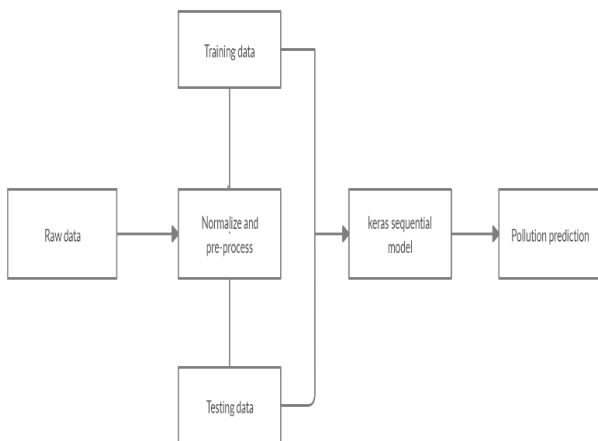 Training data
Raw data
Normalize and
pre-process
keras sequential
model
Pollution prediction
Testing data